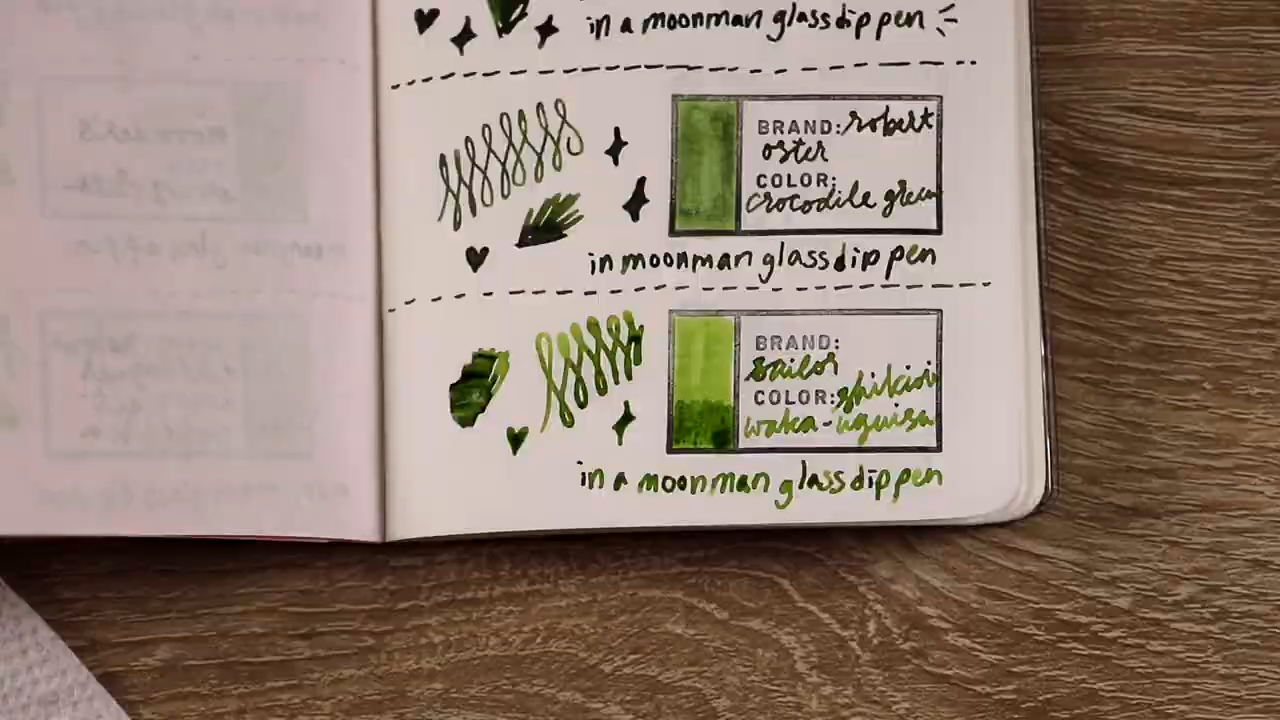 in a moonman glass dip pen
BRAND: robert
oster
COLOR:
crocodile green
in moonman glass dip pen
BRAND:
sailor
COLOR: shikiori
waka-uguisu
in a moonman glass dip pen